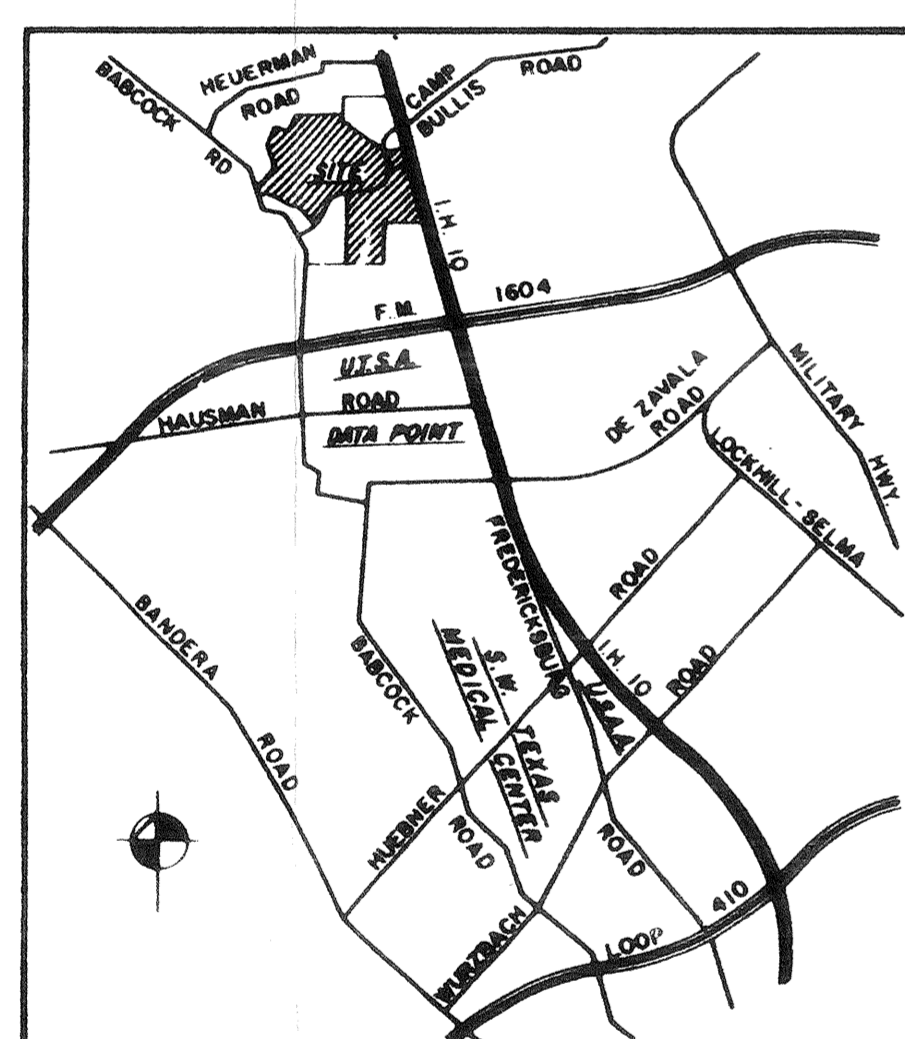 BABCOCK
RD
HEUERMAN
ROAD
CAMP
BULLIS
ROAD
SITE
I.H. 10
F.M. 1604
U.T.S.A.
HAUSMAN ROAD
DATA POINT
DE ZAVALA
ROAD
MILITARY HWY.
LOCKHILL-SELMA
FREDERICKSBURG
ROAD
BANDERA
ROAD
BABCOCK
ROAD
S.W. TEXAS
MEDICAL CENTER
I.H. 10
U.S.A.A.
ROAD
HUEBNER
ROAD
WURZBACH
LOOP 410